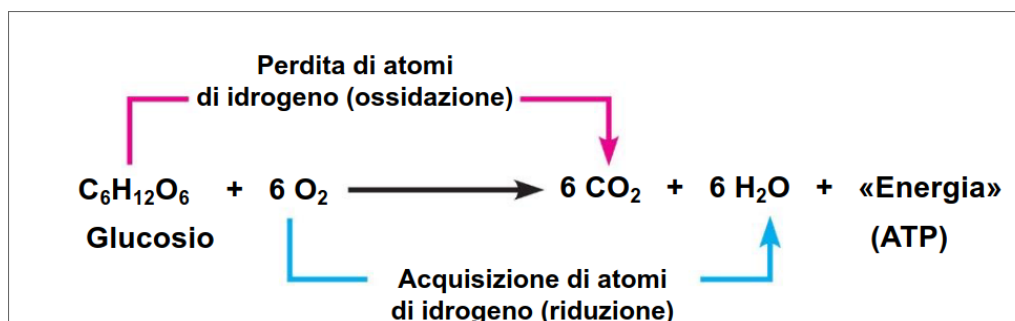 Perdita di atomi
di idrogeno (ossidazione)
C₆H₁₂O₆ + 6 O₂ 6 CO₂ + 6 H₂O + «Energia»
Glucosio (ATP)
Acquisizione di atomi
di idrogeno (riduzione)